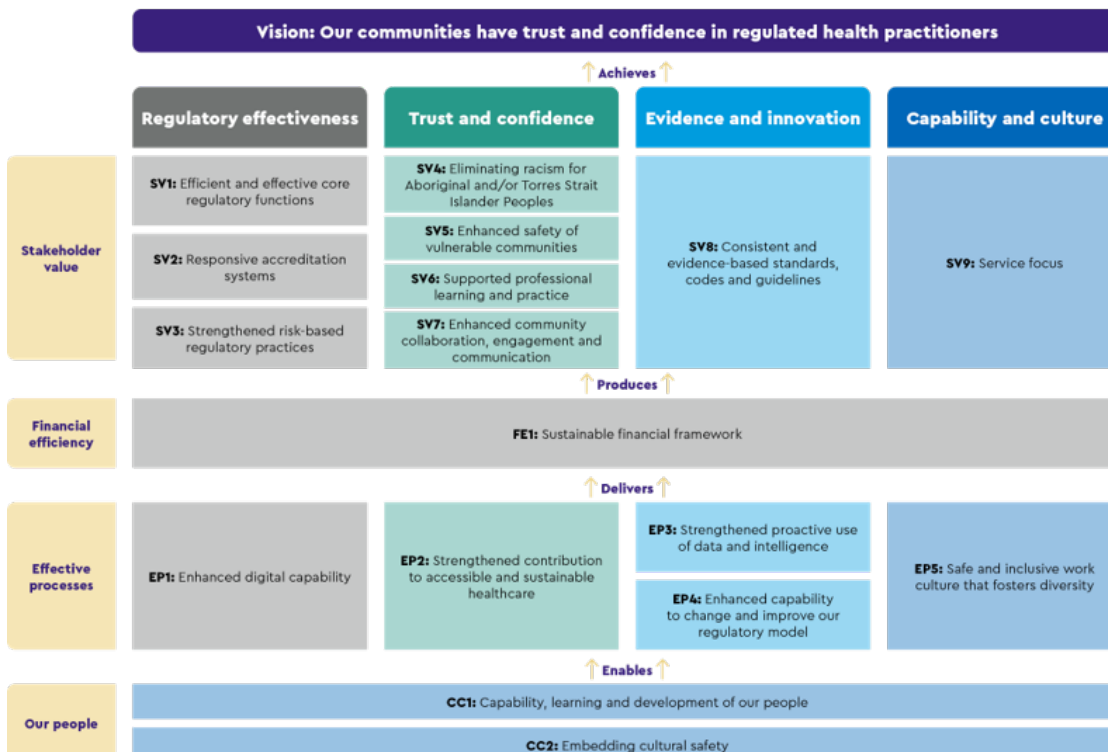 Vision: Our communities have trust and confidence in regulated health practitioners
Achieves
Regulatory effectiveness
Trust and confidence
Evidence and innovation
Capability and culture
Stakeholder
value
SV1: Efficient and effective core
regulatory functions
SV2: Responsive accreditation
systems
SV3: Strengthened risk-based
regulatory practices
SV4: Eliminating racism for
Aboriginal and/or Torres Strait
Islander Peoples
SV5: Enhanced safety of
vulnerable communities
SV6: Supported professional
learning and practice
SV7: Enhanced community
collaboration, engagement and
communication
SV8: Consistent and
evidence-based standards,
codes and guidelines
SV9: Service focus
Produces
Financial
efficiency
FE1: Sustainable financial framework
Delivers
Effective
processes
EP1: Enhanced digital capability
EP2: Strengthened contribution
to accessible and sustainable
healthcare
EP3: Strengthened proactive use
of data and intelligence
EP4: Enhanced capability
to change and improve our
regulatory model
EP5: Safe and inclusive work
culture that fosters diversity
Enables
Our people
CC1: Capability, learning and development of our people
CC2: Embedding cultural safety